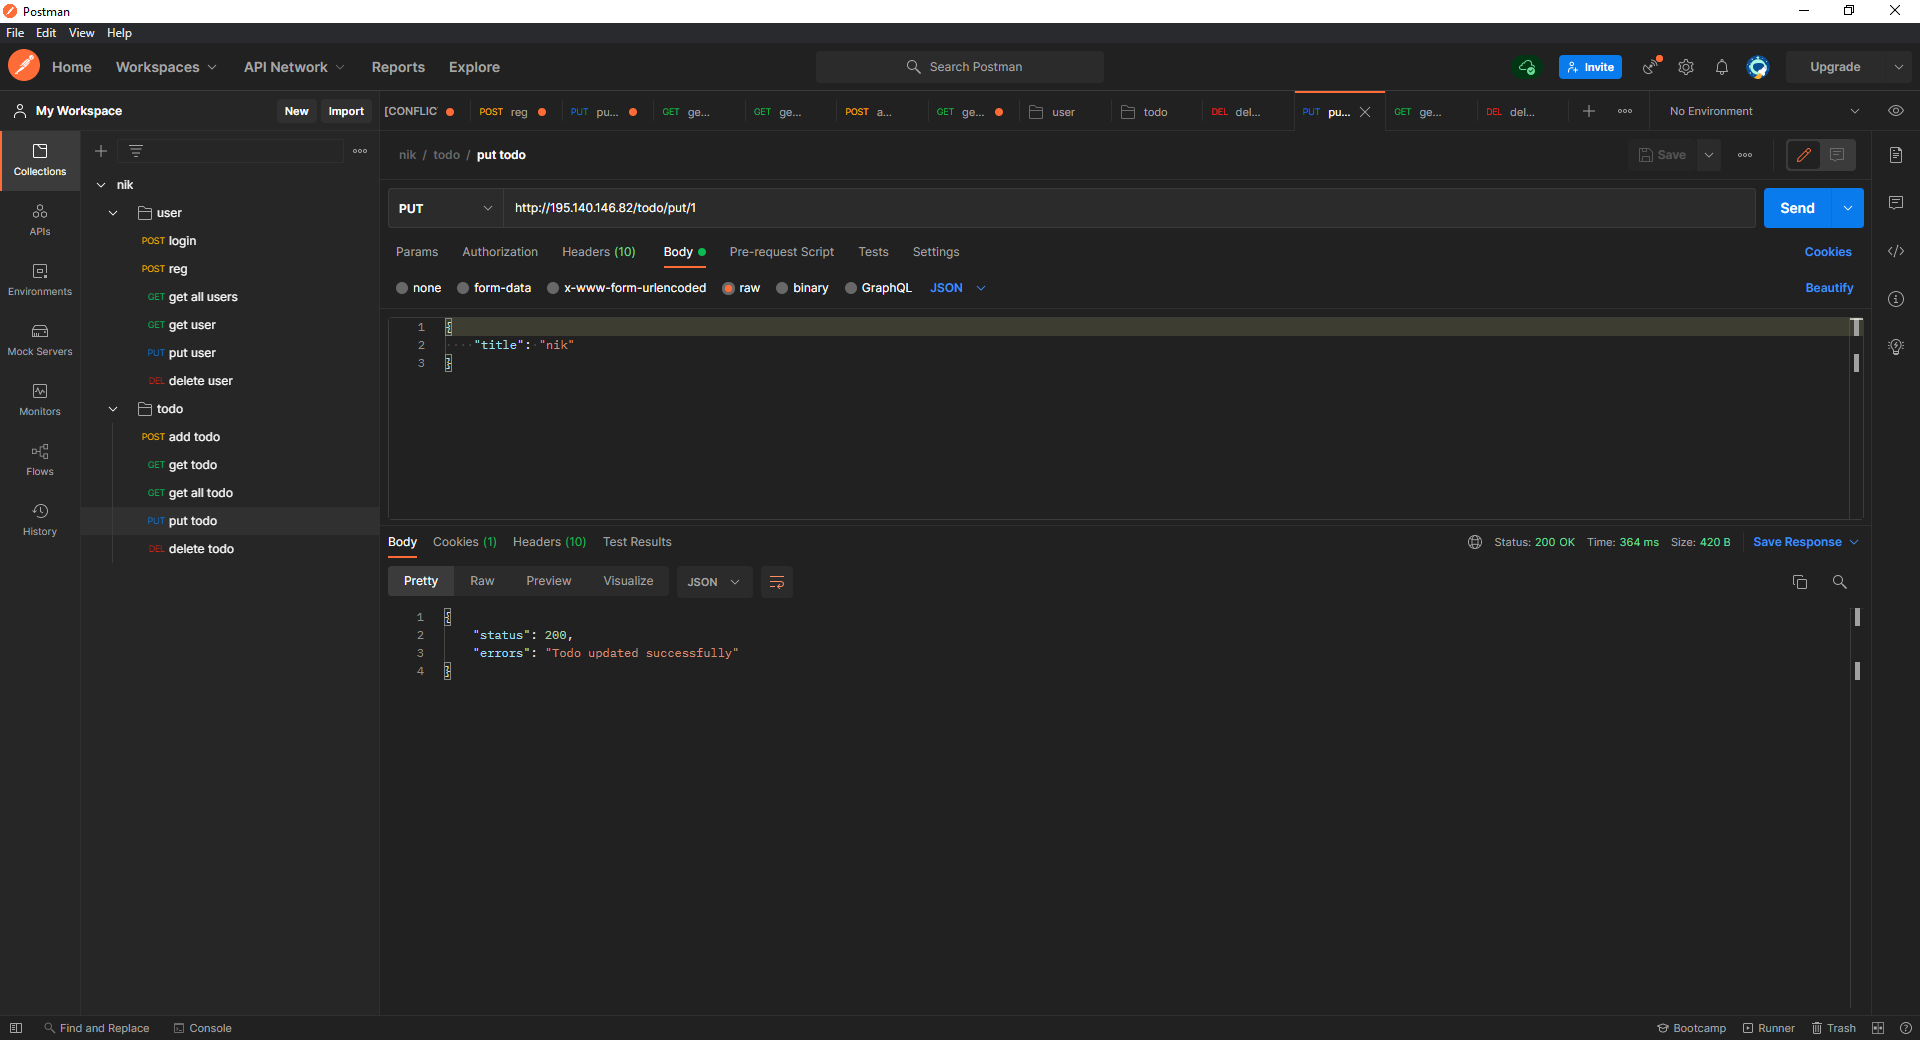 Postman
File Edit View Help
Home Workspaces API Network Reports Explore Search Postman Invite Upgrade
My Workspace New Import
[CONFLIC POST reg PUT pu... GET ge... GET ge... POST a... GET ge... user todo DEL del... PUT pu... GET ge... DEL del... No Environment
Collections
APIs
Environments
Mock Servers
Monitors
Flows
History
nik
user
POST login
POST reg
GET get all users
GET get user
PUT put user
DEL delete user
todo
POST add todo
GET get todo
GET get all todo
PUT put todo
DEL delete todo
nik / todo / put todo Save
PUT http://195.140.146.82/todo/put/1 Send
Params Authorization Headers (10) Body Pre-request Script Tests Settings Cookies
none form-data x-www-form-urlencoded raw binary GraphQL JSON Beautify
1 {
2 ····"title":·"nik"
3 }
Body Cookies (1) Headers (10) Test Results Status: 200 OK Time: 364 ms Size: 420 B Save Response
Pretty Raw Preview Visualize JSON
1 {
2 "status": 200,
3 "errors": "Todo updated successfully"
4 }
Find and Replace Console Bootcamp Runner Trash